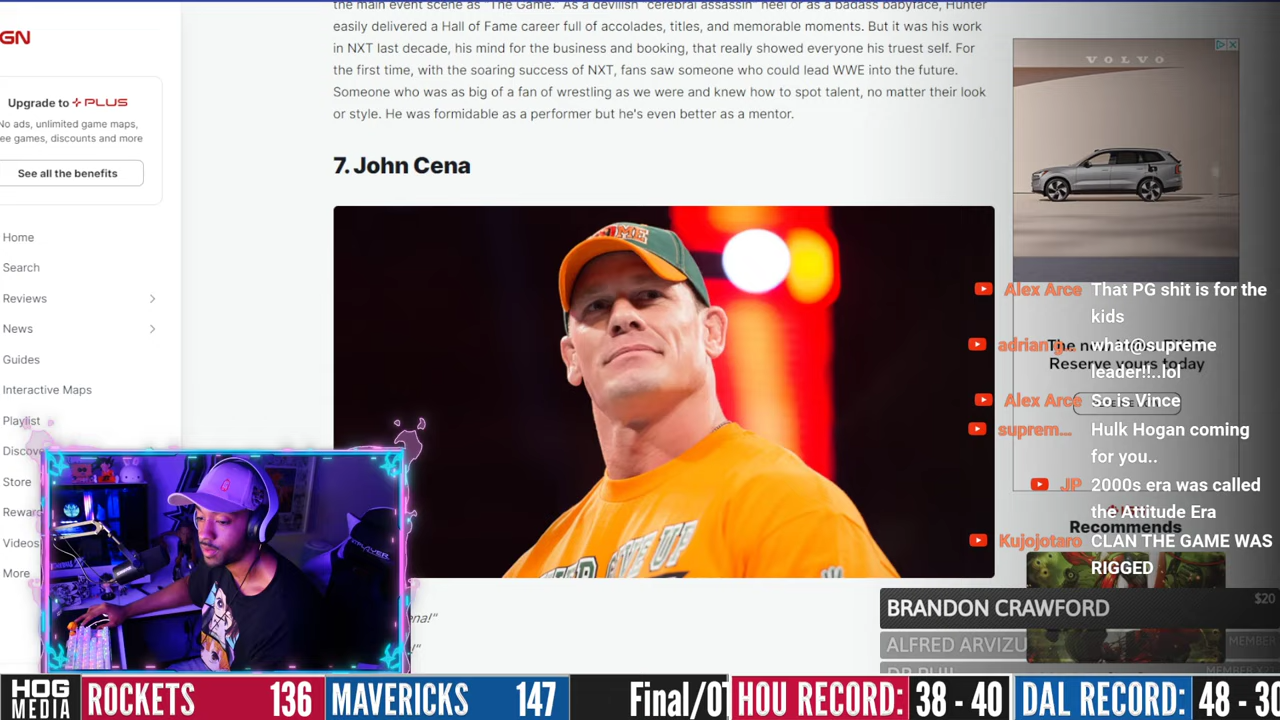 the main event scene as "The Game." As a devilish "cerebral assassin" heel or as a badass babyface, Hunter
easily delivered a Hall of Fame career full of accolades, titles, and memorable moments. But it was his work
in NXT last decade, his mind for the business and booking, that really showed everyone his truest self. For
the first time, with the soaring success of NXT, fans saw someone who could lead WWE into the future.
Someone who was as big of a fan of wrestling as we were and knew how to spot talent, no matter their look
or style. He was formidable as a performer but he's even better as a mentor.
GN
Upgrade to PLUS
No ads, unlimited game maps,
ee games, discounts and more
See all the benefits
7. John Cena
Home
Search
Reviews
News
Guides
Interactive Maps
Playlist
Discove
Store
Reward
Videos
More
VOLVO
Reserve yours today
Alex Arce That PG shit is for the
kids
adrian g... what@supreme
leader!!..lol
Alex Arce So is Vince
suprem... Hulk Hogan coming
for you..
JP 2000s era was called
the Attitude Era
Recommends
Kujojotaro CLAN THE GAME WAS
RIGGED
ena!"
!"
BRANDON CRAWFORD $20
ALFRED ARVIZU MEMBER
HOG
MEDIA
ROCKETS 136 MAVERICKS 147 Final/OT HOU RECORD: 38 - 40 DAL RECORD: 48 - 30